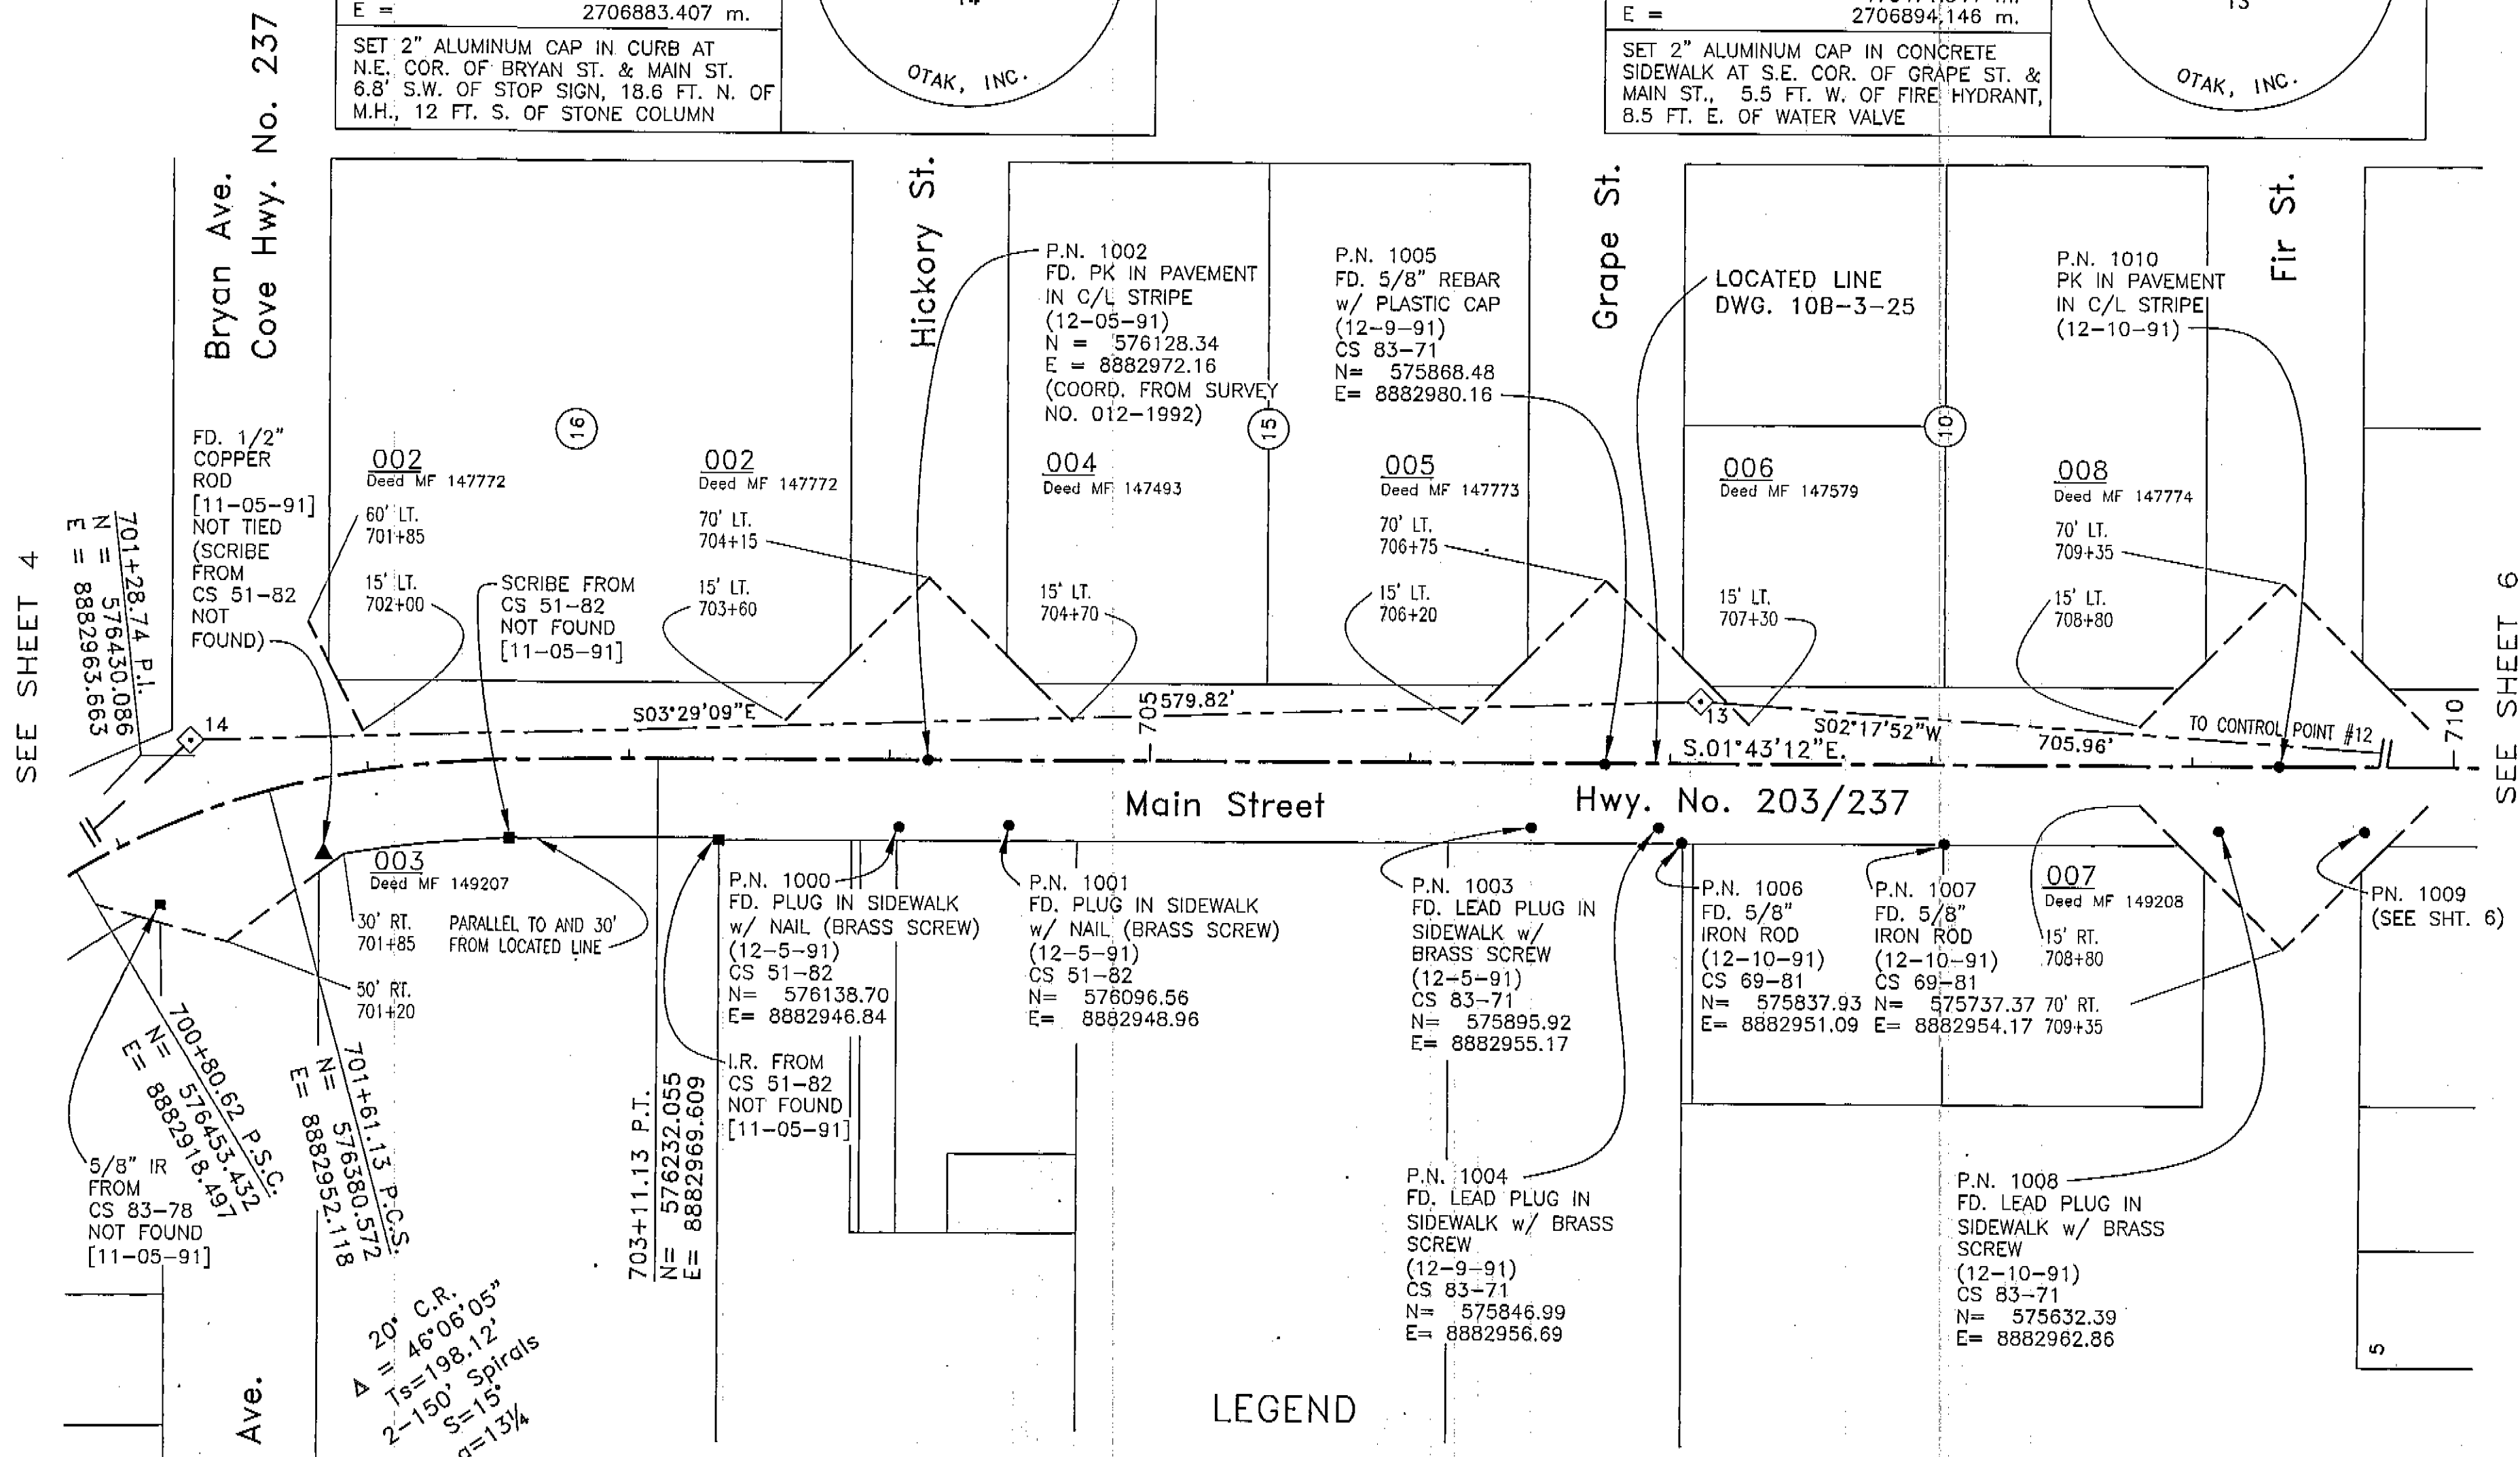 E = 2706883.407 m.
SET 2" ALUMINUM CAP IN CURB AT
N.E. COR. OF BRYAN ST. & MAIN ST.
6.8' S.W. OF STOP SIGN, 18.6 FT. N. OF
M.H., 12 FT. S. OF STONE COLUMN
OTAK, INC.
E = 2706894.146 m.
SET 2" ALUMINUM CAP IN CONCRETE
SIDEWALK AT S.E. COR. OF GRAPE ST. &
MAIN ST., 5.5 FT. W. OF FIRE HYDRANT,
8.5 FT. E. OF WATER VALVE
OTAK, INC.
Bryan Ave.
Cove Hwy. No. 237
Hickory St.
Grape St.
Fir St.
P.N. 1002
FD. PK IN PAVEMENT
IN C/L STRIPE
(12-05-91)
N = 576128.34
E = 8882972.16
(COORD. FROM SURVEY
NO. 012-1992)
P.N. 1005
FD. 5/8" REBAR
w/ PLASTIC CAP
(12-9-91)
CS 83-71
N= 575868.48
E= 8882980.16
LOCATED LINE
DWG. 10B-3-25
P.N. 1010
PK IN PAVEMENT
IN C/L STRIPE
(12-10-91)
16
15
10
FD. 1/2"
COPPER
ROD
[11-05-91]
NOT TIED
(SCRIBE
FROM
CS 51-82
NOT
FOUND)
002
Deed MF 147772
60' LT.
701+85
15' LT.
702+00
SCRIBE FROM
CS 51-82
NOT FOUND
[11-05-91]
002
Deed MF 147772
70' LT.
704+15
15' LT.
703+60
004
Deed MF 147493
15' LT.
704+70
005
Deed MF 147773
70' LT.
706+75
15' LT.
706+20
006
Deed MF 147579
15' LT.
707+30
008
Deed MF 147774
70' LT.
709+35
15' LT.
708+80
SEE SHEET 4
701+28.74 P.I.
N = 576430.086
E = 8882963.663
SEE SHEET 6
14
S03°29'09"E
705
579.82'
13
S02°17'52"W
705.96'
TO CONTROL POINT #12
710
S.01°43'12"E.
Main Street
Hwy. No. 203/237
003
Deed MF 149207
30' RT.
701+85
PARALLEL TO AND 30'
FROM LOCATED LINE
50' RT.
701+20
P.N. 1000
FD. PLUG IN SIDEWALK
w/ NAIL (BRASS SCREW)
(12-5-91)
CS 51-82
N= 576138.70
E= 8882946.84
P.N. 1001
FD. PLUG IN SIDEWALK
w/ NAIL (BRASS SCREW)
(12-5-91)
CS 51-82
N= 576096.56
E= 8882948.96
P.N. 1003
FD. LEAD PLUG IN
SIDEWALK w/
BRASS SCREW
(12-5-91)
CS 83-71
N= 575895.92
E= 8882955.17
P.N. 1006
FD. 5/8"
IRON ROD
(12-10-91)
CS 69-81
N= 575837.93
E= 8882951.09
P.N. 1007
FD. 5/8"
IRON ROD
(12-10-91)
CS 69-81
N= 575737.37
E= 8882954.17
007
Deed MF 149208
15' RT.
708+80
70' RT.
709+35
PN. 1009
(SEE SHT. 6)
I.R. FROM
CS 51-82
NOT FOUND
[11-05-91]
703+11.13 P.T.
N= 576232.055
E= 8882969.609
700+80.62 P.S.C.
N= 576453.432
E= 8882918.497
701+61.13 P.C.S.
N= 576380.572
E= 8882952.118
5/8" IR
FROM
CS 83-78
NOT FOUND
[11-05-91]
P.N. 1004
FD. LEAD PLUG IN
SIDEWALK w/ BRASS
SCREW
(12-9-91)
CS 83-71
N= 575846.99
E= 8882956.69
P.N. 1008
FD. LEAD PLUG IN
SIDEWALK w/ BRASS
SCREW
(12-10-91)
CS 83-71
N= 575632.39
E= 8882962.86
20° C.R.
Δ = 46°06'05"
Ts=198.12'
2-150' Spirals
S=15°
a=13¼
Ave.
5
LEGEND